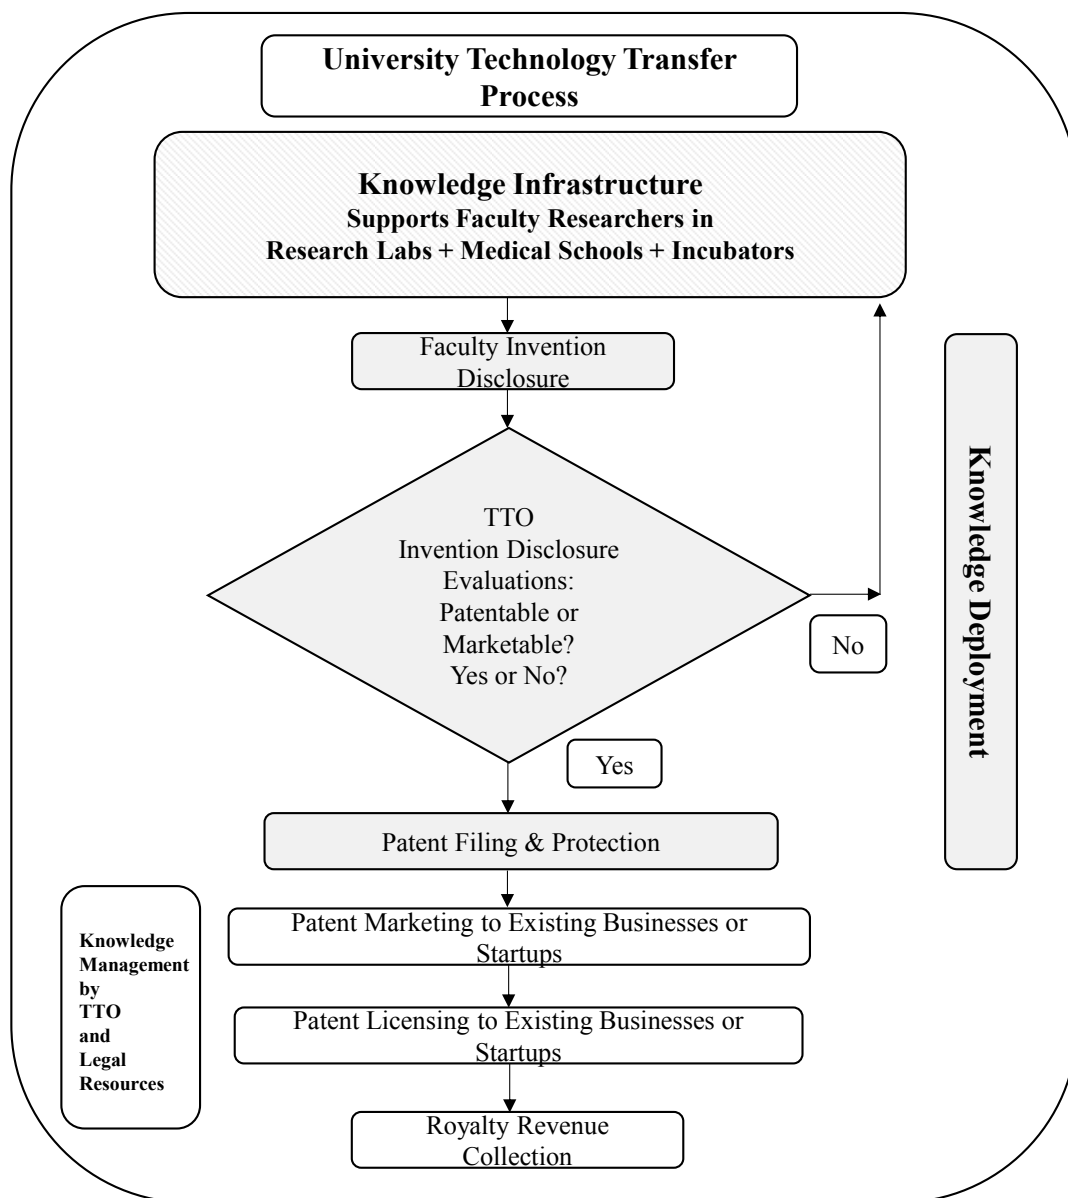 University Technology Transfer
Process
Knowledge Infrastructure
Supports Faculty Researchers in
Research Labs + Medical Schools + Incubators
Faculty Invention
Disclosure
TTO
Invention Disclosure
Evaluations:
Patentable or
Marketable?
Yes or No?
No
Yes
Knowledge Deployment
Patent Filing & Protection
Patent Marketing to Existing Businesses or
Startups
Knowledge
Management
by
TTO
and
Legal
Resources
Patent Licensing to Existing Businesses or
Startups
Royalty Revenue
Collection